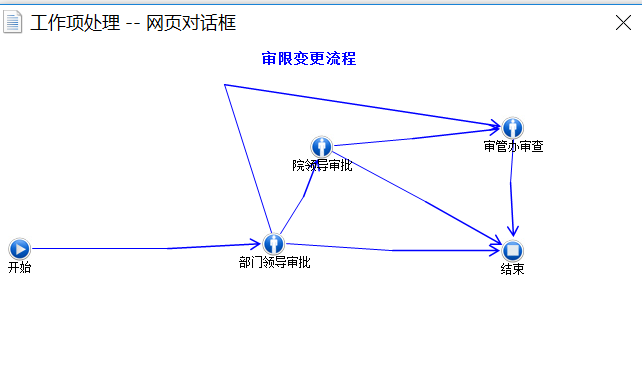 工作项处理 -- 网页对话框
审限变更流程
审管办审查
院领导审批
部门领导审批
开始
结束